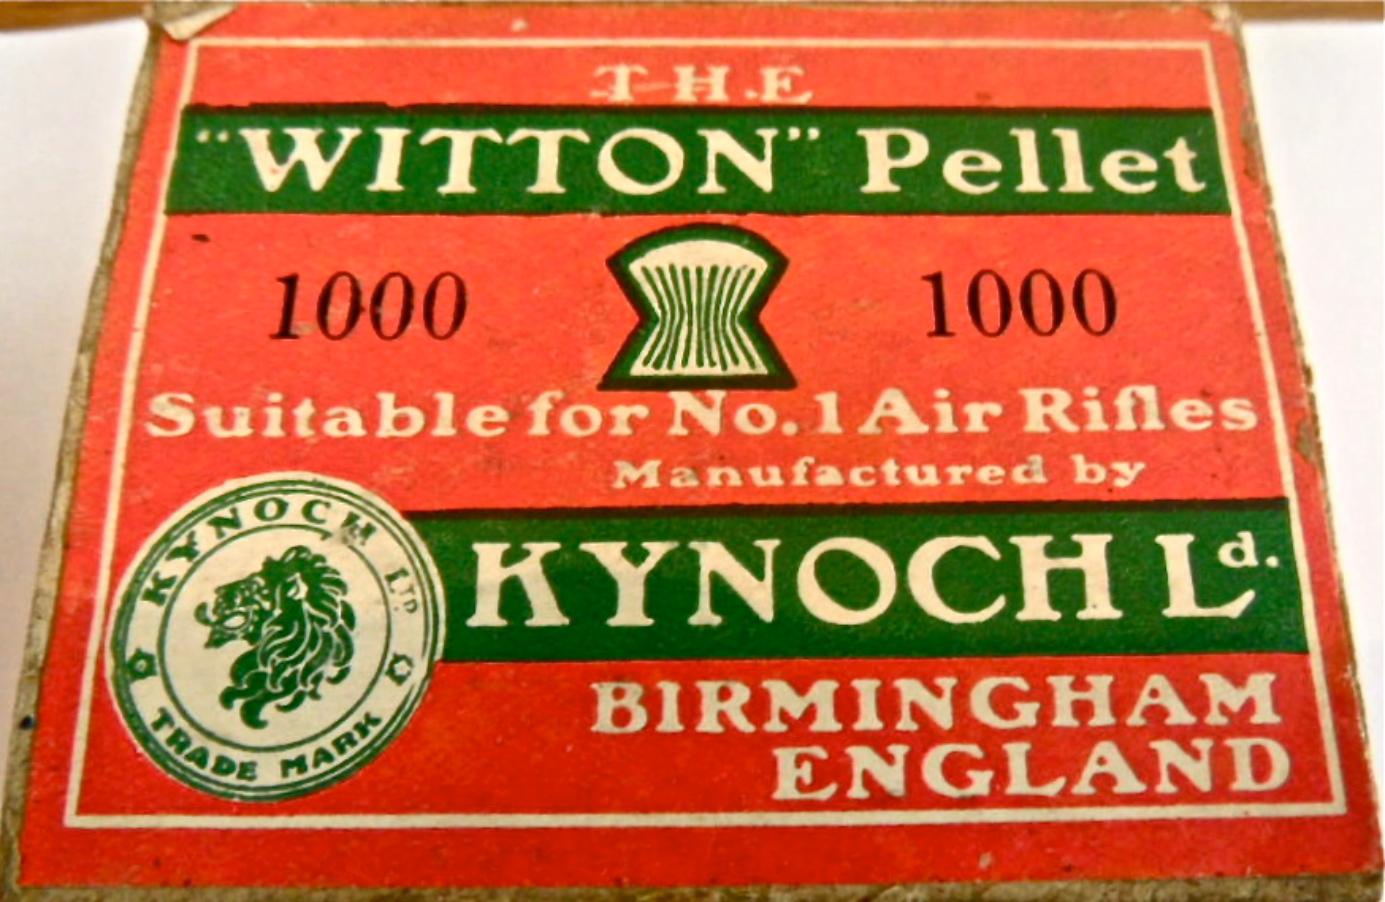 THE
"WITTON" Pellet
1000 1000
Suitable for No. 1 Air Rifles
Manufactured by
KYNOCH Ld.
KYNOCH LTD
TRADE MARK
BIRMINGHAM
ENGLAND